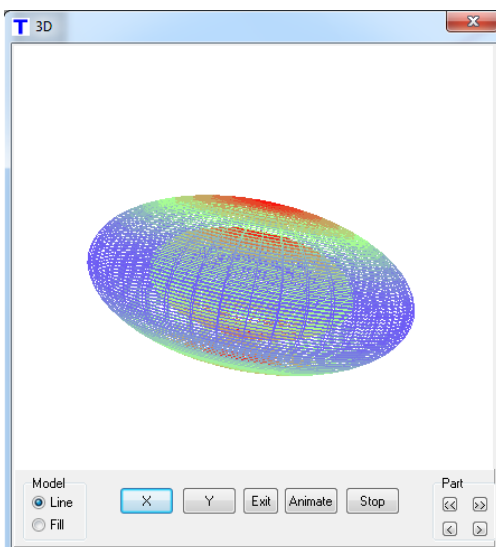 T 3D
X
Model
Line
Fill
X Y Exit Animate Stop
Part
<< >>
< >